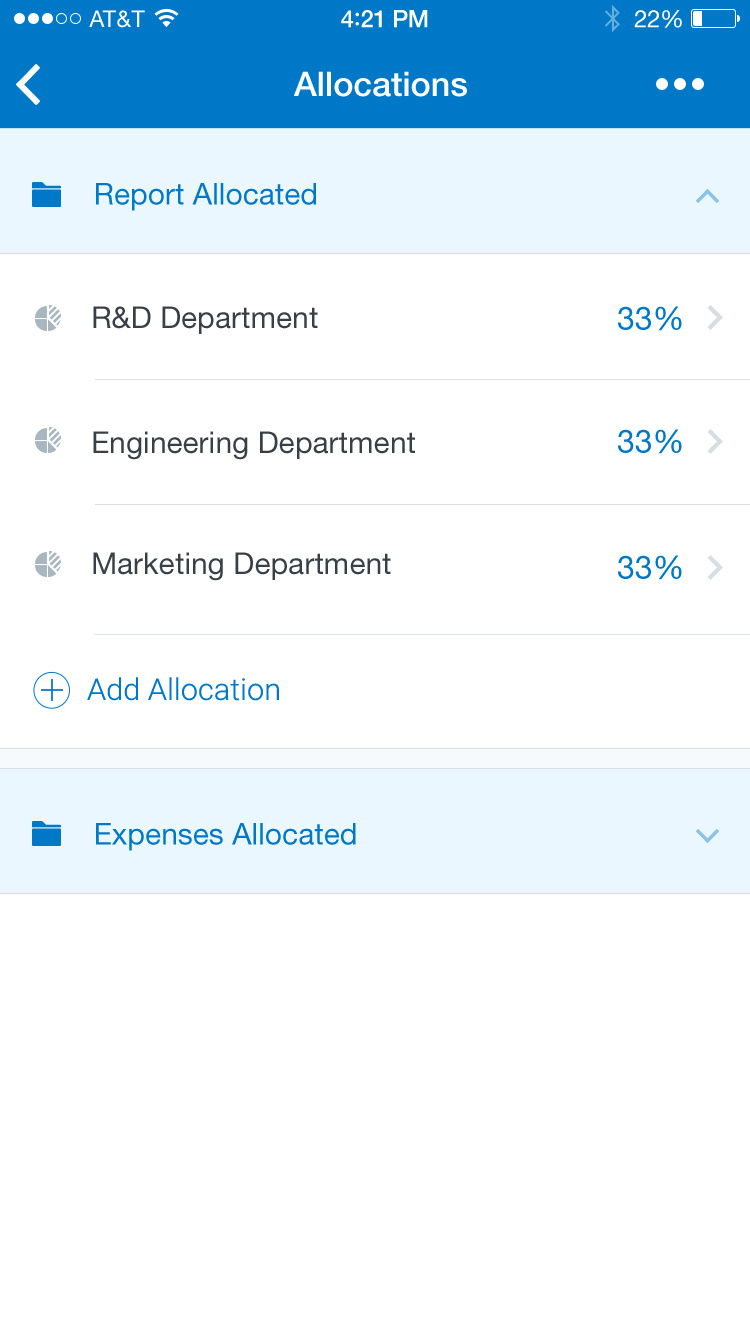 AT&T 4:21 PM 22%
Allocations
Report Allocated
R&D Department 33%
Engineering Department 33%
Marketing Department 33%
Add Allocation
Expenses Allocated